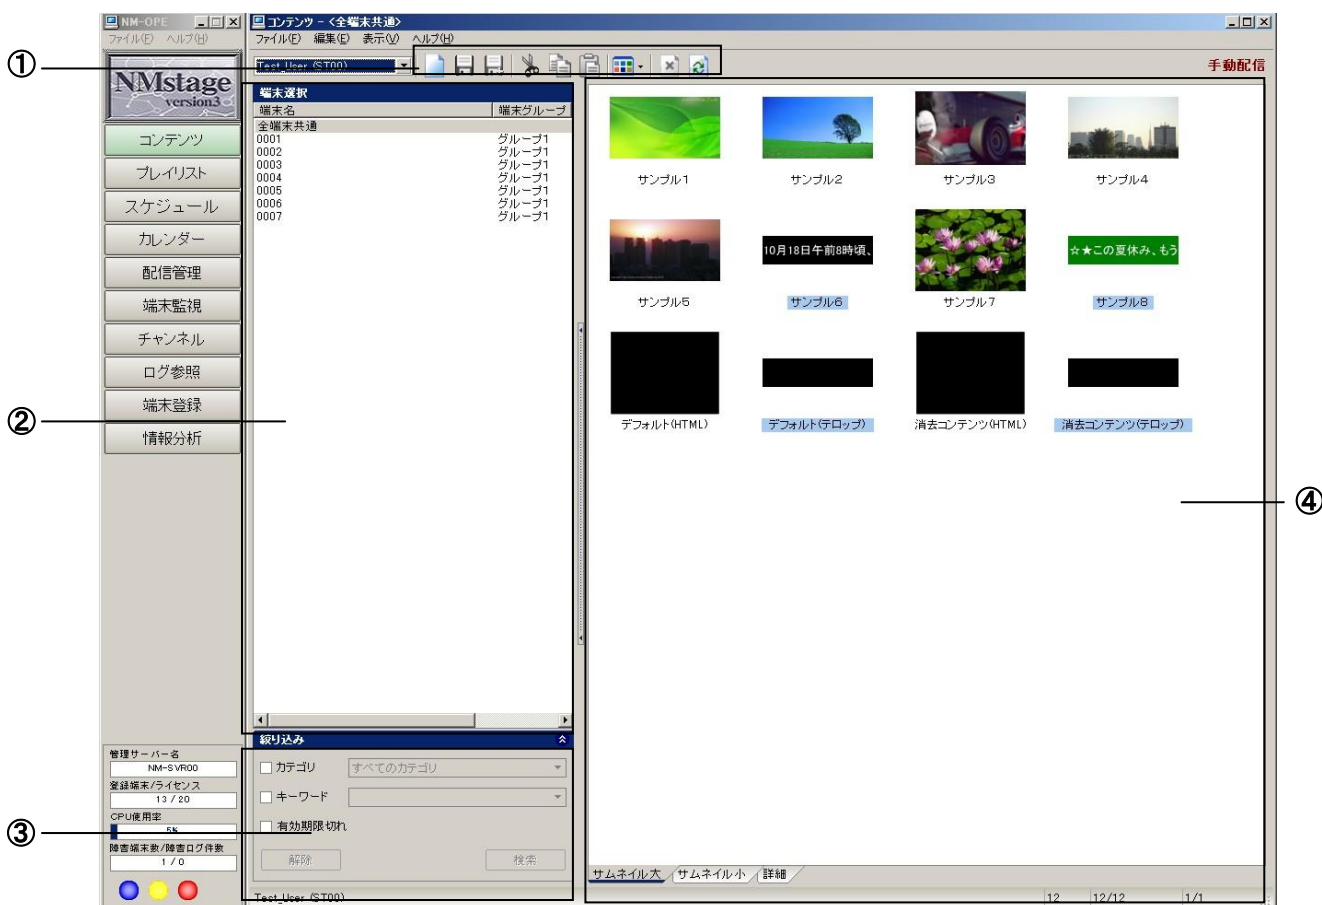 NM-OPE
ファイル(F) ヘルプ(H)
NMstage
version3
コンテンツ
プレイリスト
スケジュール
カレンダー
配信管理
端末監視
チャンネル
ログ参照
端末登録
情報分析
管理サーバー名
NM-SVR00
登録端末/ライセンス
13 / 20
CPU使用率
5%
障害端末数/障害ログ件数
1 / 0
コンテンツ - <全端末共通>
ファイル(F) 編集(E) 表示(V) ヘルプ(H)
①
Test_User (ST00)
手動配信
②
端末選択
端末名 端末グループ
全端末共通
0001 グループ1
0002 グループ1
0003 グループ1
0004 グループ1
0005 グループ1
0006 グループ1
0007 グループ1
③
絞り込み
カテゴリ すべてのカテゴリ
キーワード
有効期限切れ
解除 検索
④
サンプル1 サンプル2 サンプル3 サンプル4
10月18日午前8時頃、
☆★この夏休み、もう
サンプル5 サンプル6 サンプル7 サンプル8
デフォルト(HTML) デフォルト(テロップ) 消去コンテンツ(HTML) 消去コンテンツ(テロップ)
サムネイル大 サムネイル小 詳細
Test_User (ST00) 12 12/12 1/1